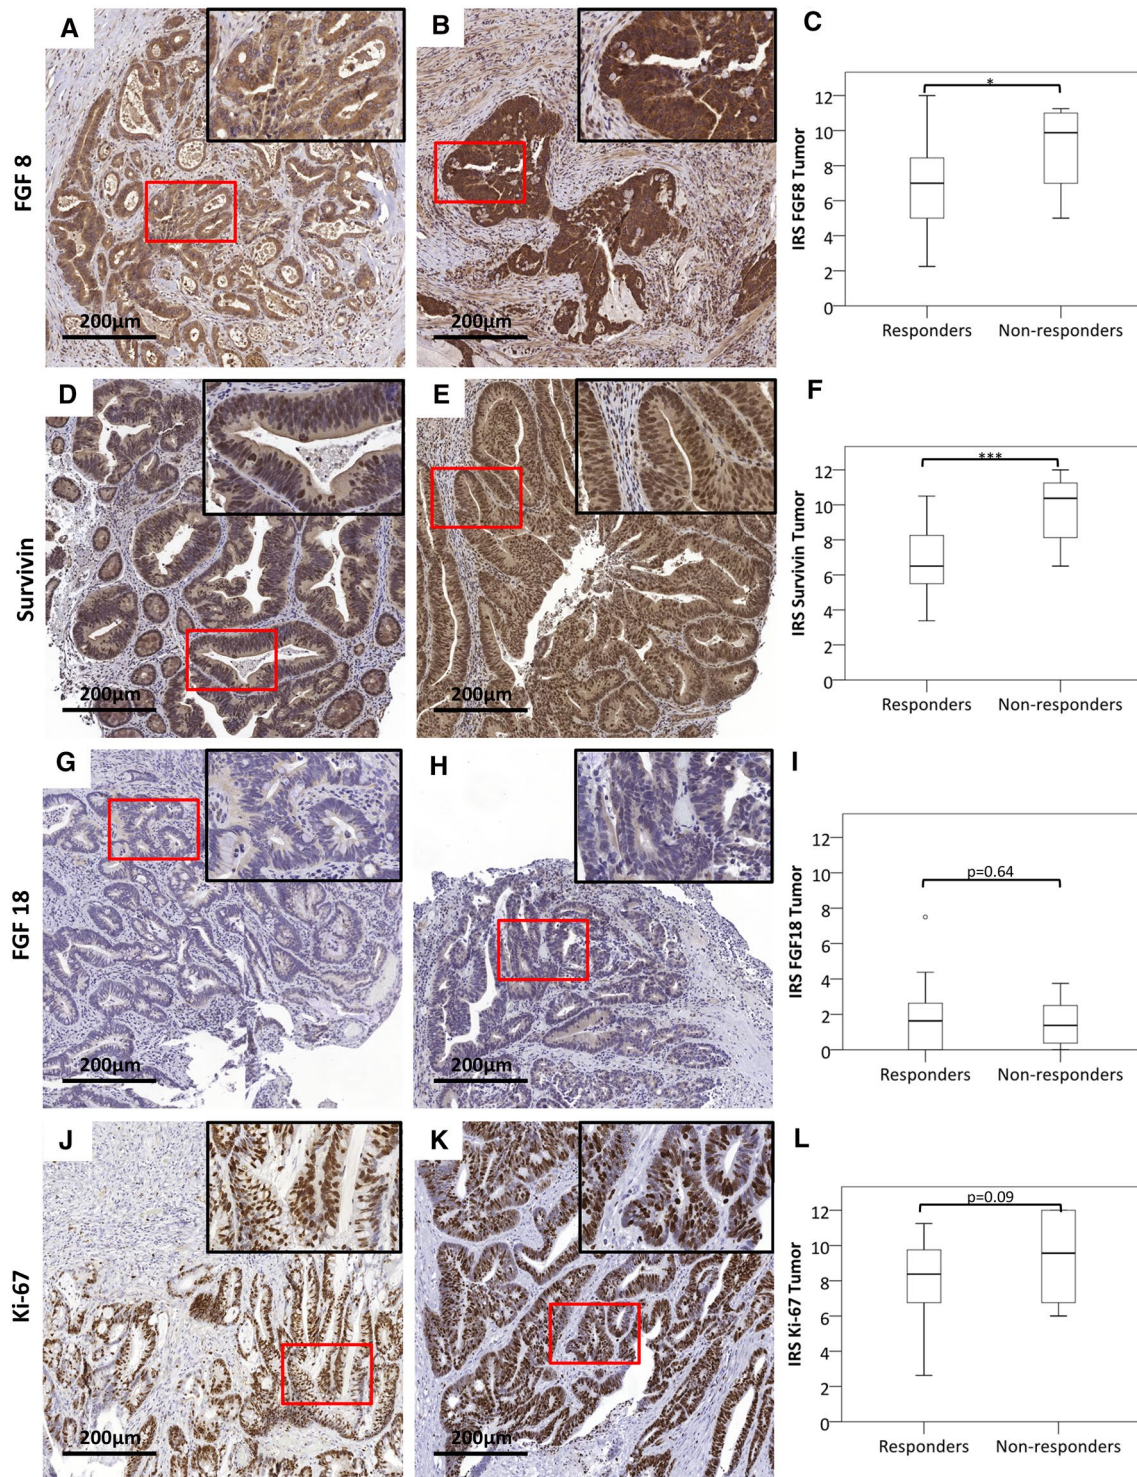 A
B
C
FGF 8
200μm
200μm
IRS FGF8 Tumor
12
10
8
6
4
2
0
*
Responders
Non-responders
D
E
F
Survivin
200μm
200μm
IRS Survivin Tumor
12
10
8
6
4
2
0
***
Responders
Non-responders
G
H
I
FGF 18
200μm
200μm
IRS FGF18 Tumor
12
10
8
6
4
2
0
p=0.64
Responders
Non-responders
J
K
L
Ki-67
200μm
200μm
IRS Ki-67 Tumor
12
10
8
6
4
2
0
p=0.09
Responders
Non-responders